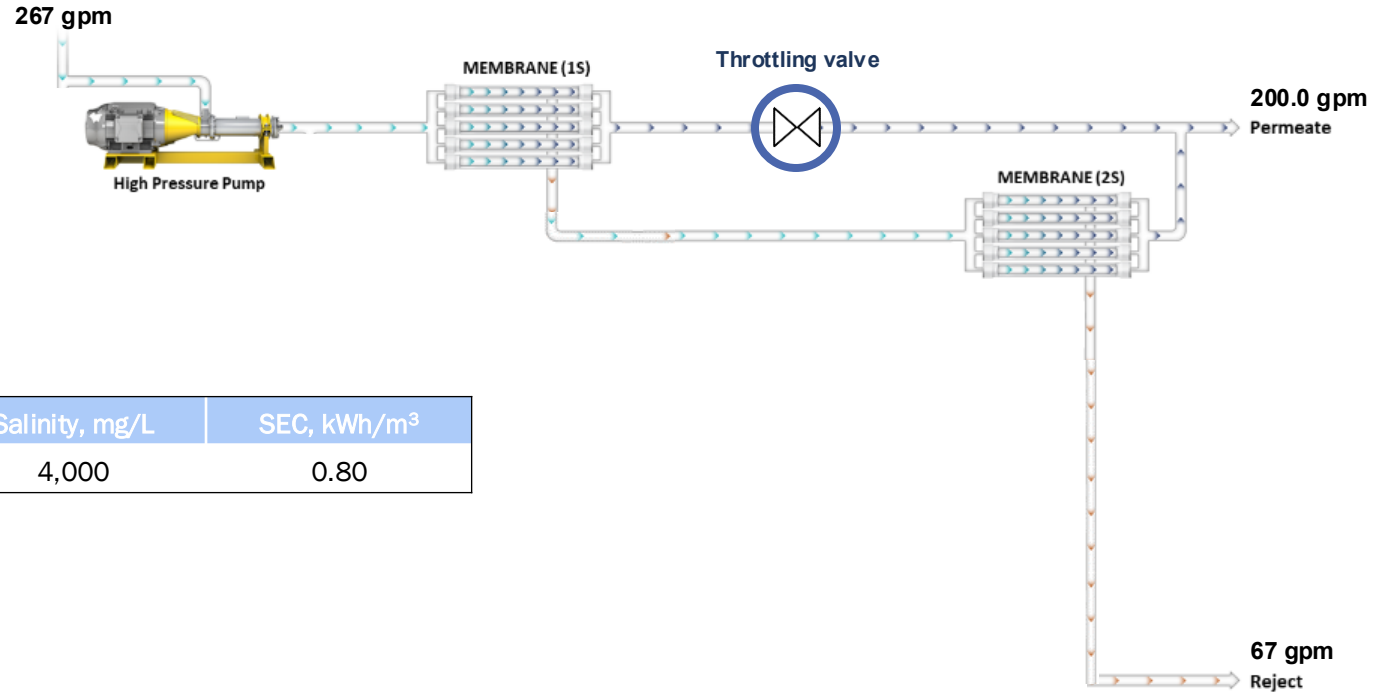 267 gpm
MEMBRANE (1S)
Throttling valve
200.0 gpm
Permeate
High Pressure Pump
MEMBRANE (2S)
Salinity, mg/L SEC, kWh/m³
4,000 0.80
67 gpm
Reject